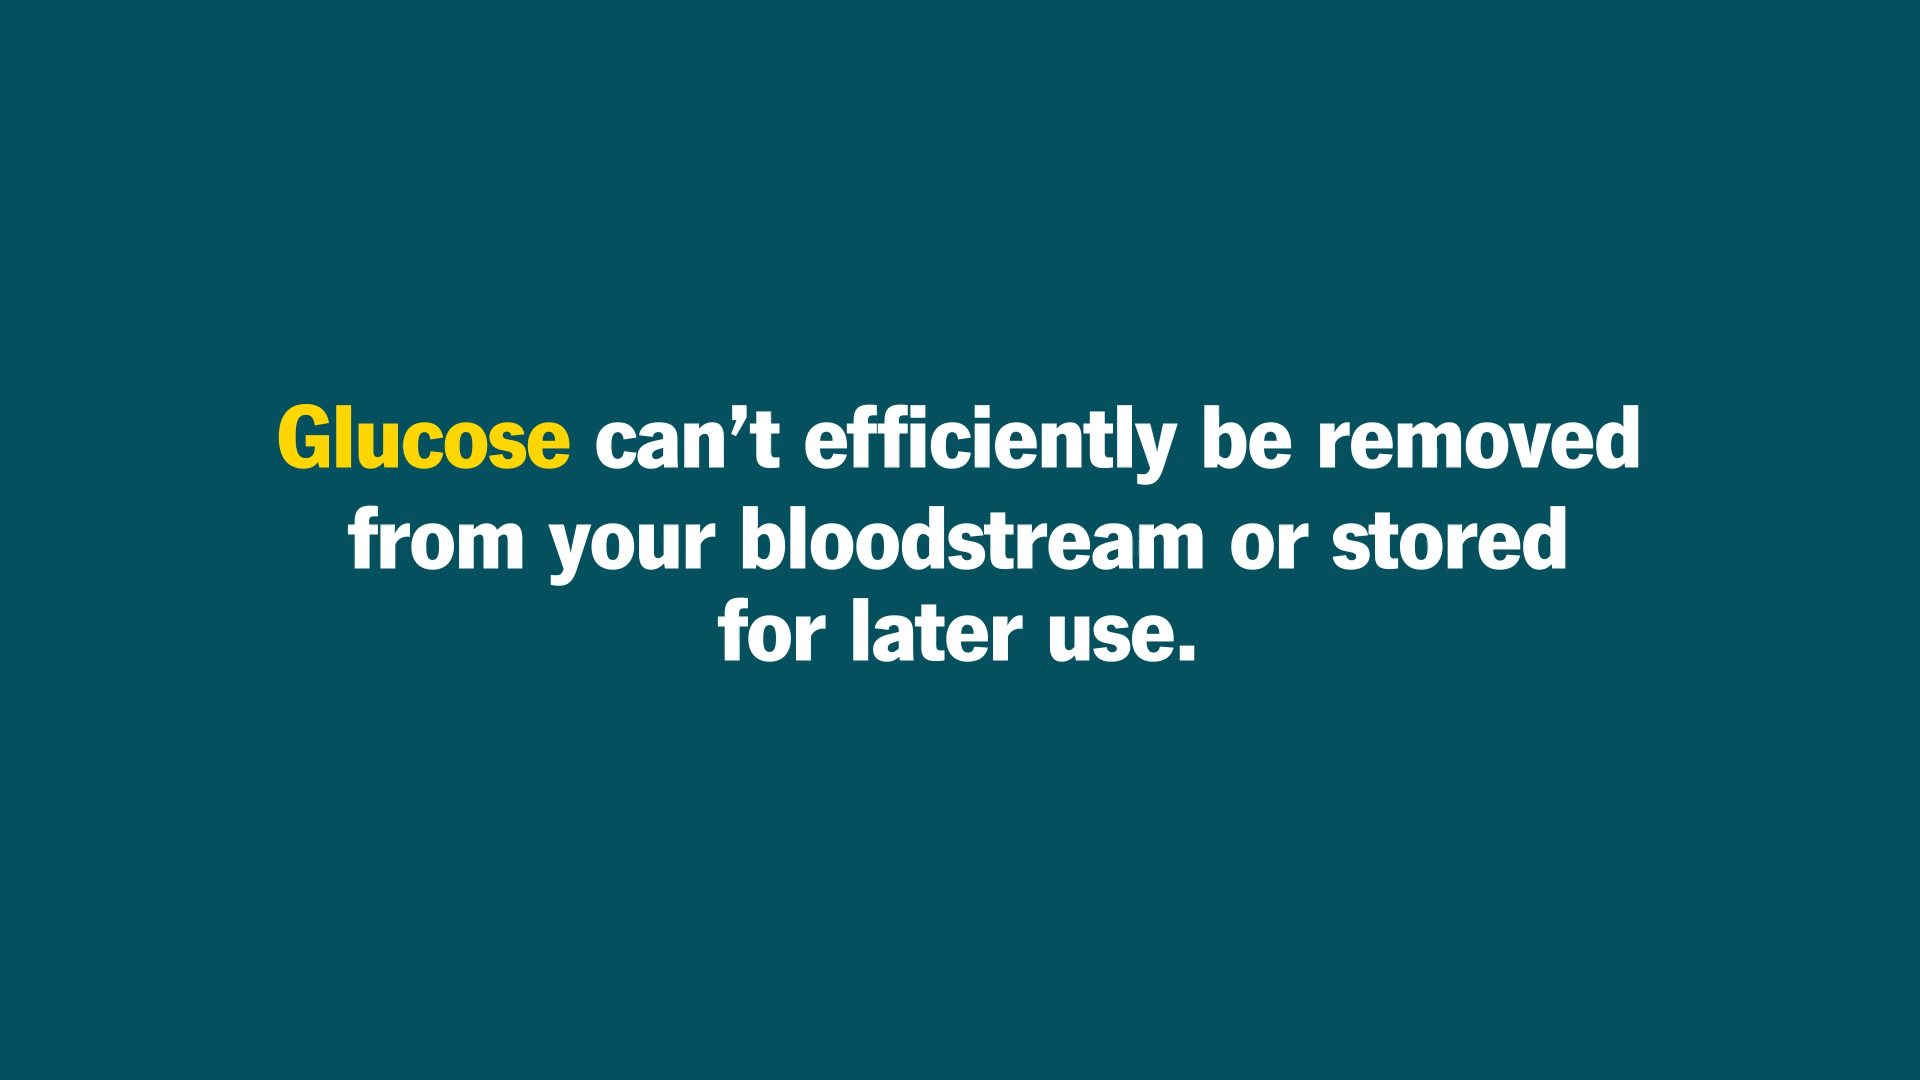 Glucose can’t efficiently be removed
from your bloodstream or stored
for later use.